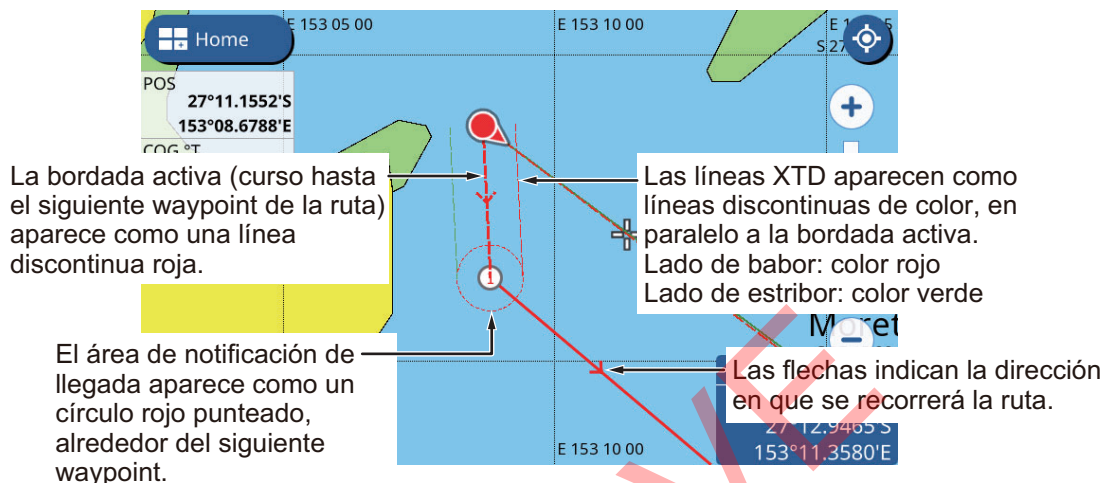 E 153 05 00
E 153 10 00
Home
POS
27°11.1552'S
153°08.6788'E
COG °T
La bordada activa (curso hasta
el siguiente waypoint de la ruta)
aparece como una línea
discontinua roja.
Las líneas XTD aparecen como
líneas discontinuas de color, en
paralelo a la bordada activa.
Lado de babor: color rojo
Lado de estribor: color verde
1
Moret
El área de notificación de
llegada aparece como un
círculo rojo punteado,
alrededor del siguiente
waypoint.
Las flechas indican la dirección
en que se recorrerá la ruta.
27°12.9465'S
153°11.3580'E
E 153 10 00